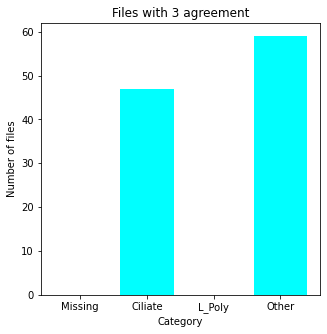 Files with 3 agreement
60
50
40
30
20
10
0
Number of files
Missing Ciliate L_Poly Other
Category